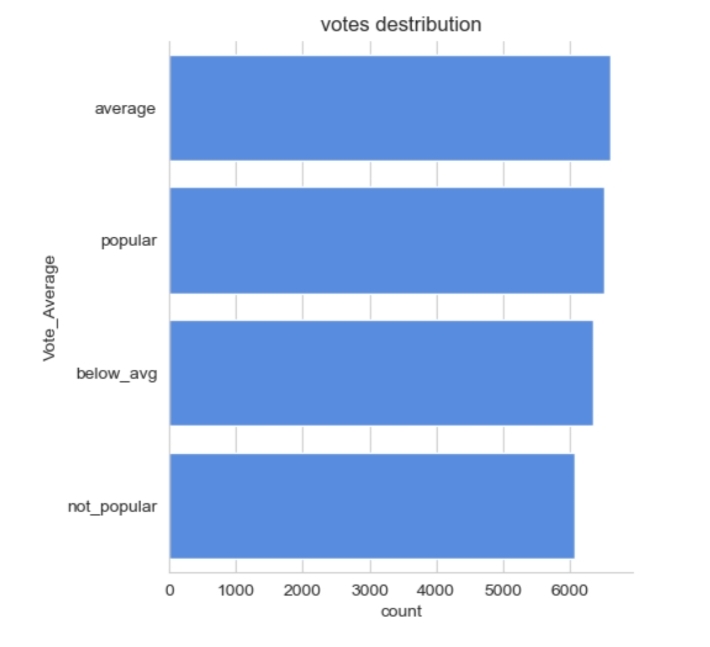 votes destribution
average
popular
below_avg
not_popular
Vote_Average
0 1000 2000 3000 4000 5000 6000
count